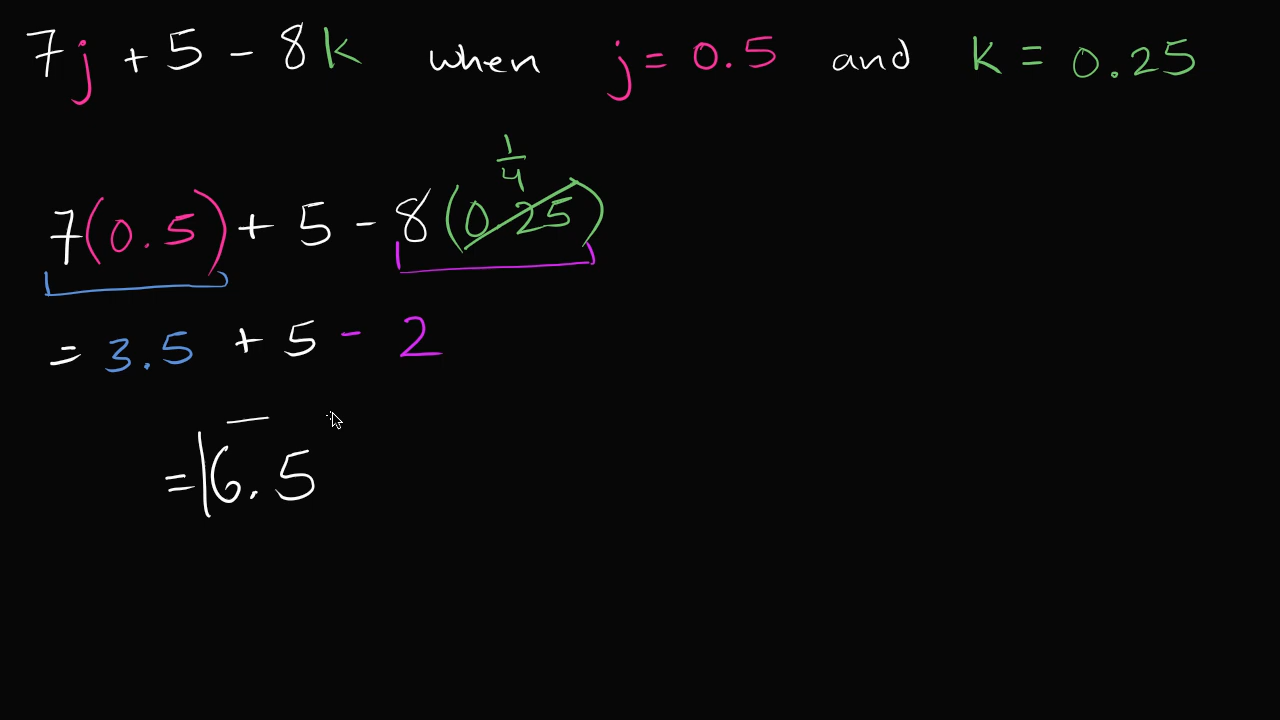 7j + 5 - 8k when j = 0.5 and k = 0.25
1/4
7(0.5) + 5 - 8(0.25)
= 3.5 + 5 - 2
= 6.5